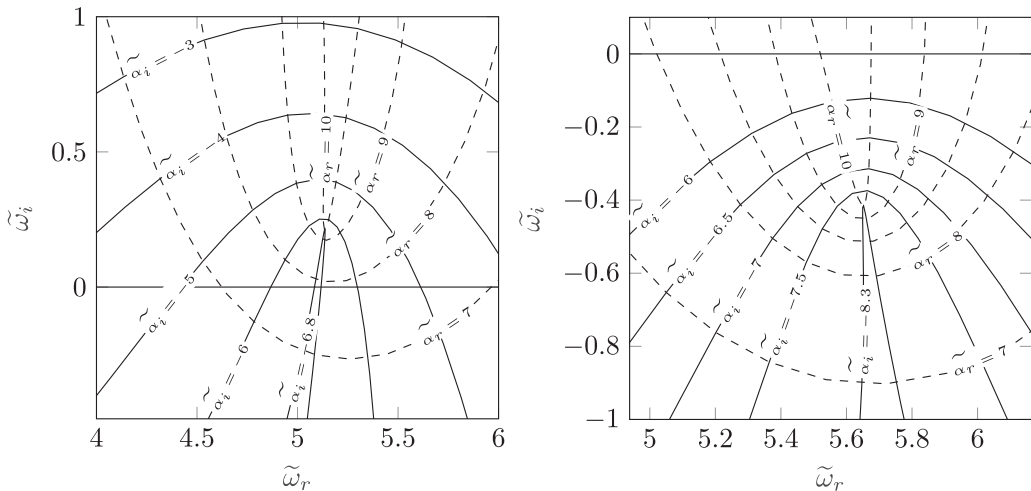 1
0.5
0
ω̃_i
α̃_i = −3
α̃_i = −4
α̃_i = −5
α̃_i = −6
α̃_i = −6.8
α̃_r = 10
α̃_r = 9
α̃_r = 8
α̃_r = 7
4
4.5
5
5.5
6
ω̃_r
0
−0.2
−0.4
−0.6
−0.8
−1
ω̃_i
α̃_i = −6
α̃_i = −6.5
α̃_i = −7
α̃_i = −7.5
α̃_i = −8.3
α̃_r = 10
α̃_r = 9
α̃_r = 8
α̃_r = 7
5
5.2
5.4
5.6
5.8
6
ω̃_r